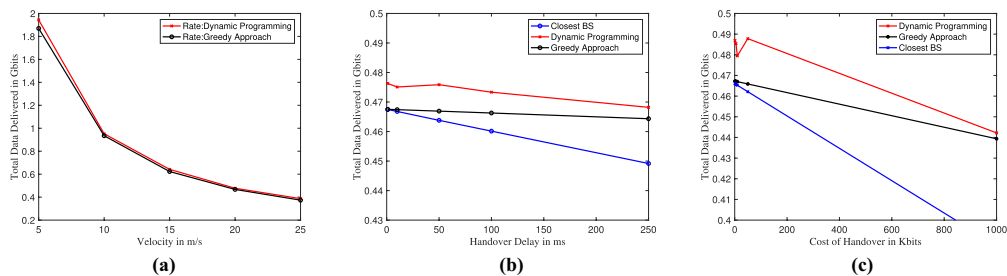 Total Data Delivered in Gbits
2
1.8
1.6
1.4
1.2
1
0.8
0.6
0.4
0.2
5
10
15
20
25
Velocity in m/s
Rate:Dynamic Programming
Rate:Greedy Approach
(a)
Total Data Delivered in Gbits
0.5
0.49
0.48
0.47
0.46
0.45
0.44
0.43
0
50
100
150
200
250
Handover Delay in ms
Closest BS
Dynamic Programming
Greedy Approach
(b)
Total Data Delivered in Gbits
0.5
0.49
0.48
0.47
0.46
0.45
0.44
0.43
0.42
0.41
0.4
0
200
400
600
800
1000
Cost of Handover in Kbits
Dynamic Programming
Greedy Approach
Closest BS
(c)